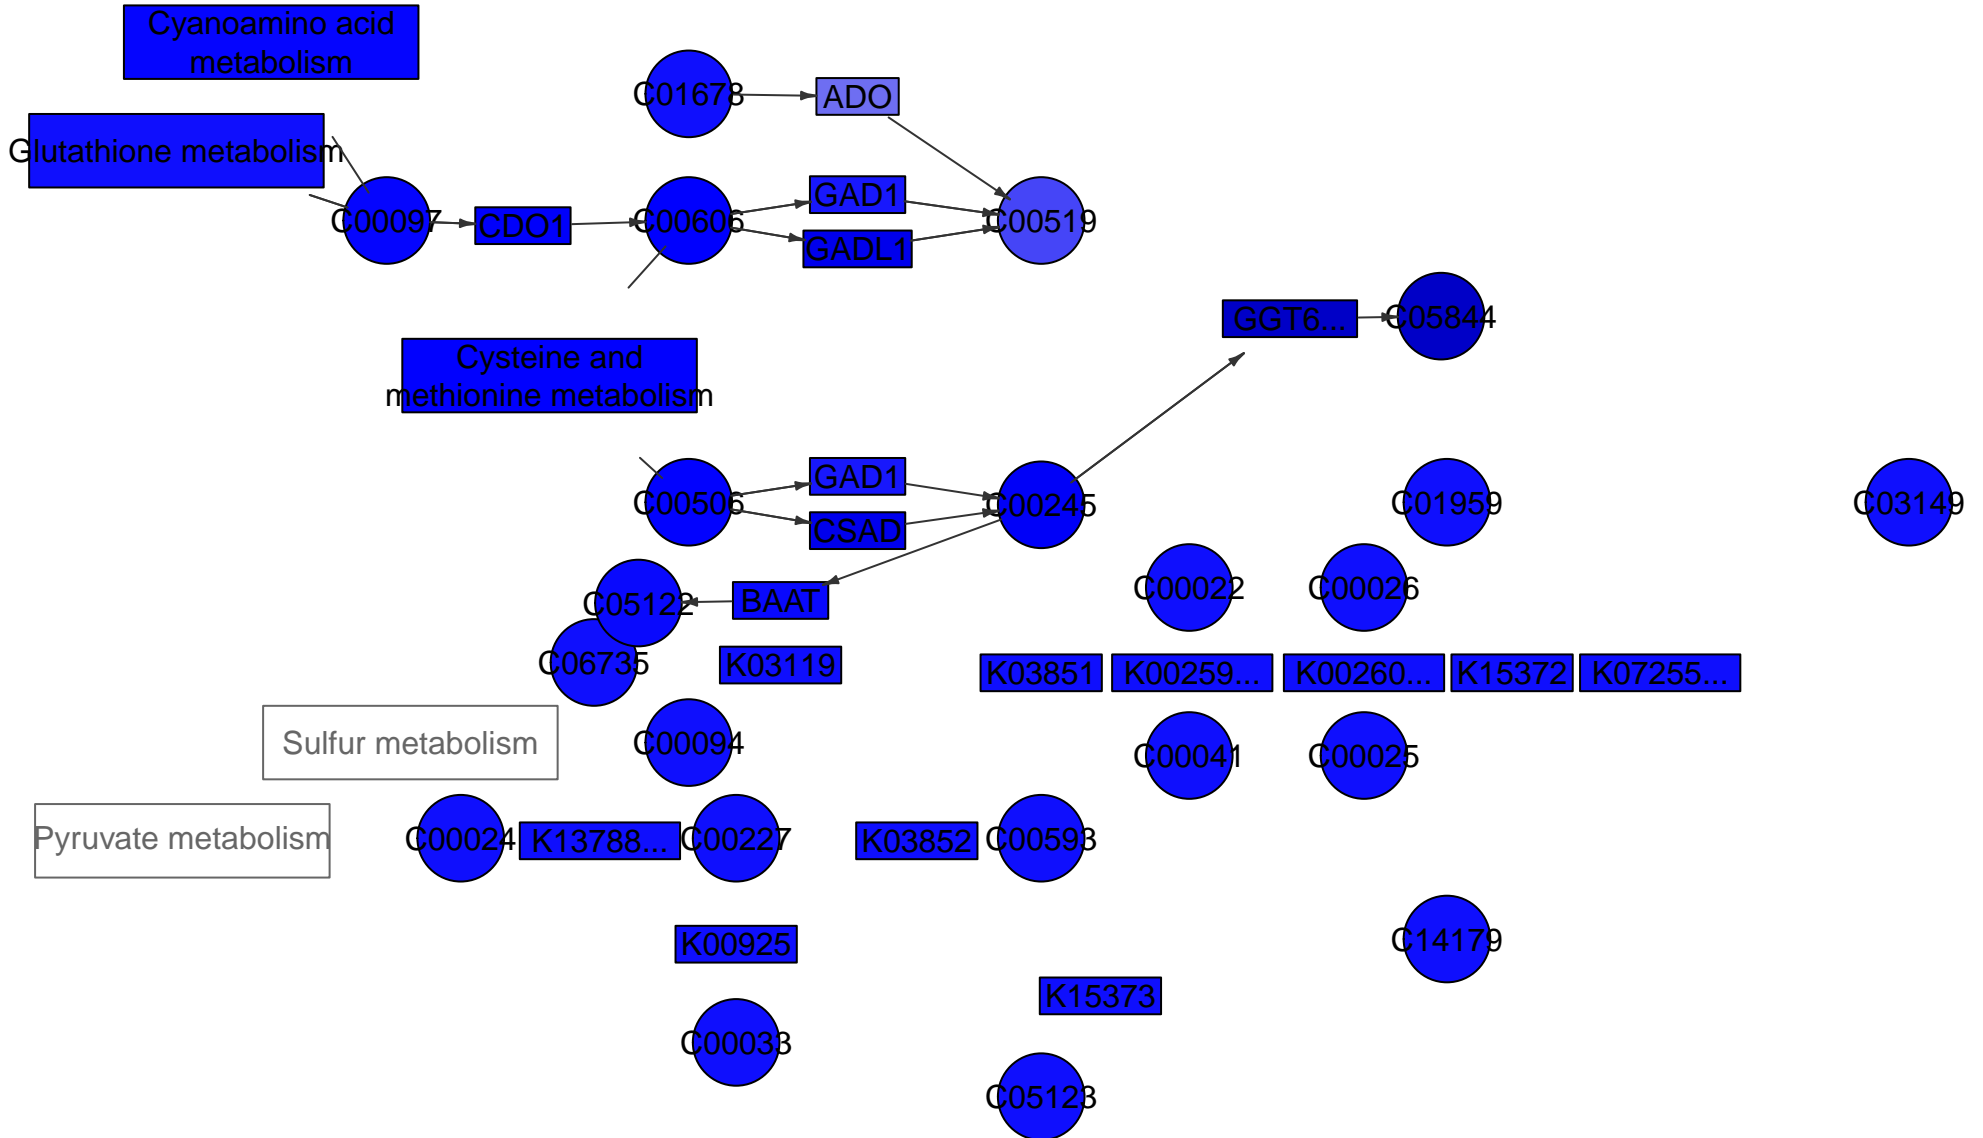 Cyanoamino acid
metabolism
C01678
ADO
Glutathione metabolism
C00097
CDO1
C00606
GAD1
GADL1
C00519
GGT6...
C05844
Cysteine and
methionine metabolism
C00506
GAD1
CSAD
C00245
C01959
C03149
C05122
BAAT
C00022
C00026
C06735
K03119
K03851
K00259...
K00260...
K15372
K07255...
Sulfur metabolism
C00094
C00041
C00025
Pyruvate metabolism
C00024
K13788...
C00227
K03852
C00593
K00925
C14179
K15373
C00033
C05123